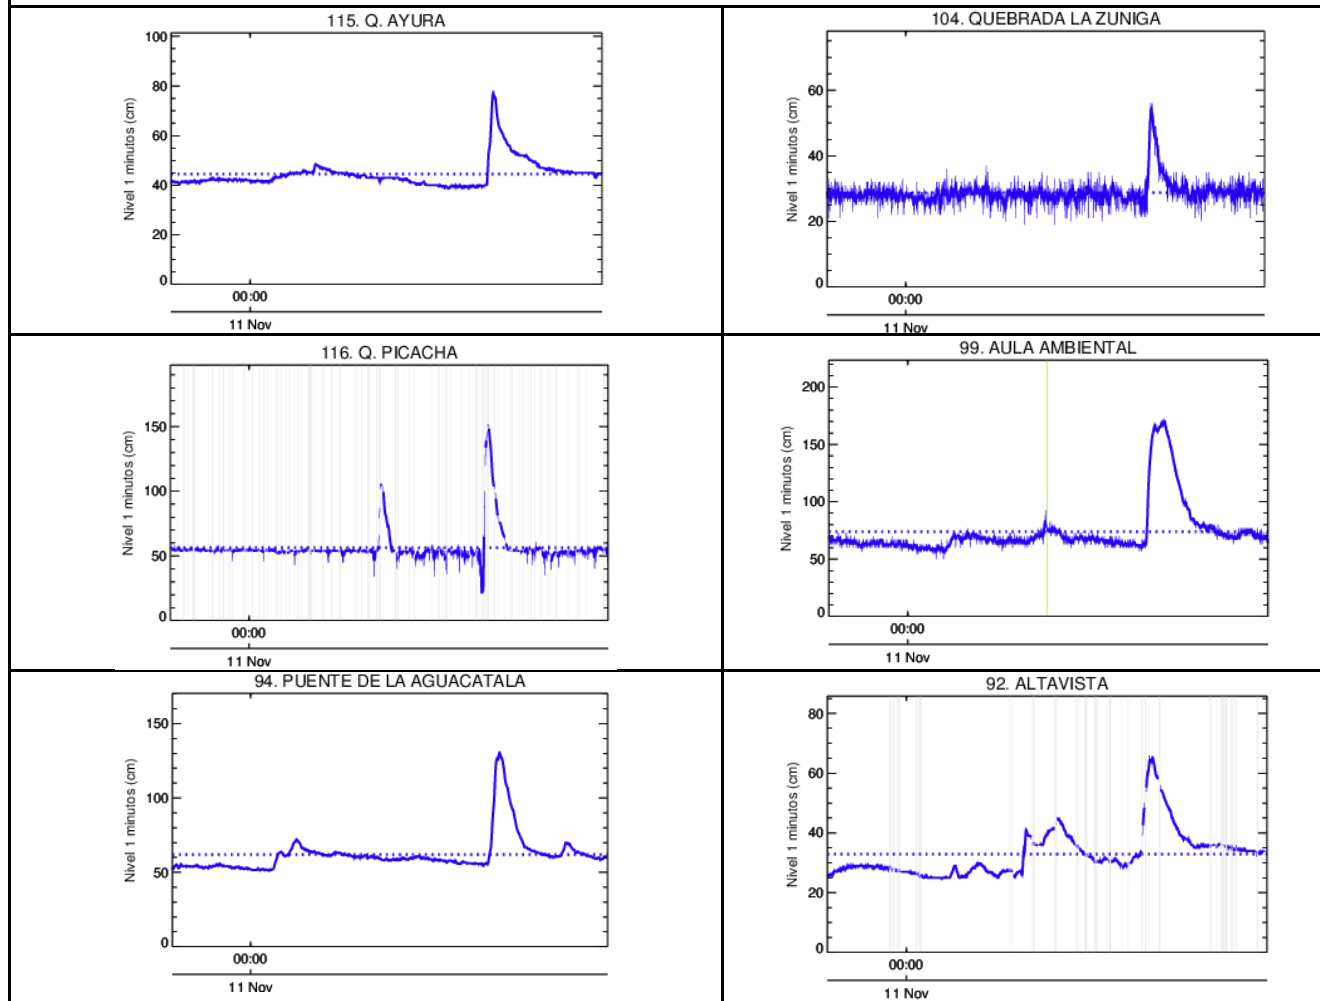 115. Q. AYURA
Nivel 1 minutos (cm)
100
80
60
40
20
0
00:00
11 Nov
104. QUEBRADA LA ZUNIGA
Nivel 1 minutos (cm)
60
40
20
0
00:00
11 Nov
116. Q. PICACHA
Nivel 1 minutos (cm)
150
100
50
0
00:00
11 Nov
99. AULA AMBIENTAL
Nivel 1 minutos (cm)
200
150
100
50
0
00:00
11 Nov
94. PUENTE DE LA AGUACATALA
Nivel 1 minutos (cm)
150
100
50
0
00:00
11 Nov
92. ALTAVISTA
Nivel 1 minutos (cm)
80
60
40
20
0
00:00
11 Nov